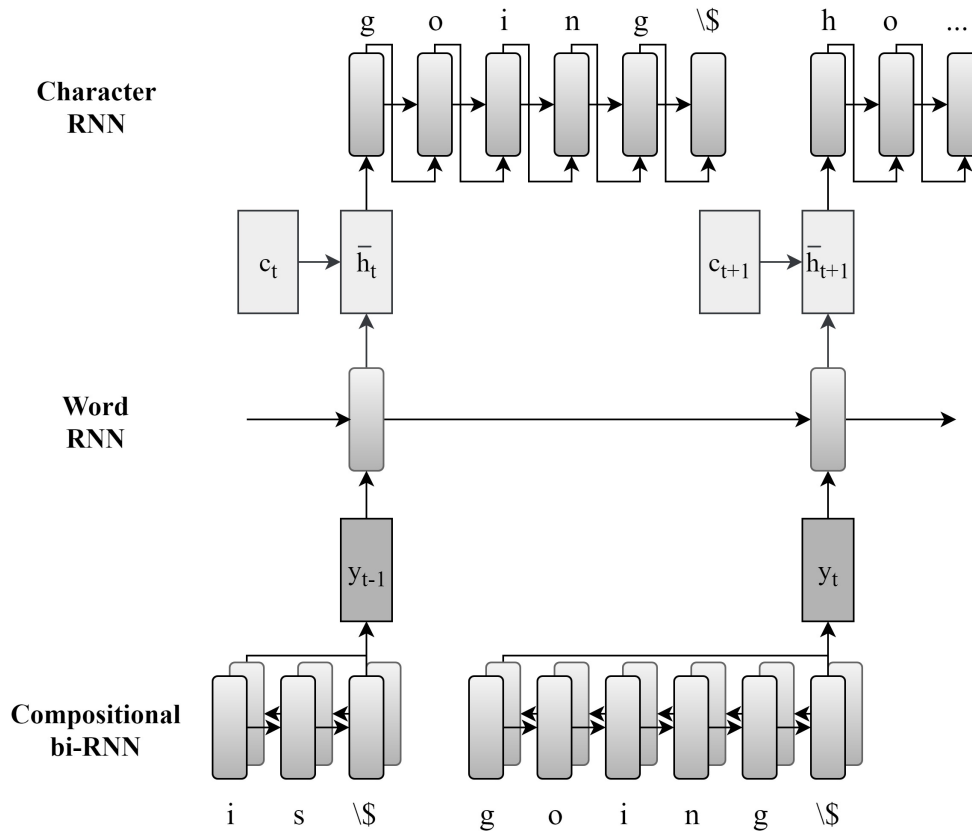 g o i n g \$ h o ...
Character
RNN
c_t h̄_t c_{t+1} h̄_{t+1}
Word
RNN
y_{t-1} y_t
Compositional
bi-RNN
i s \$ g o i n g \$